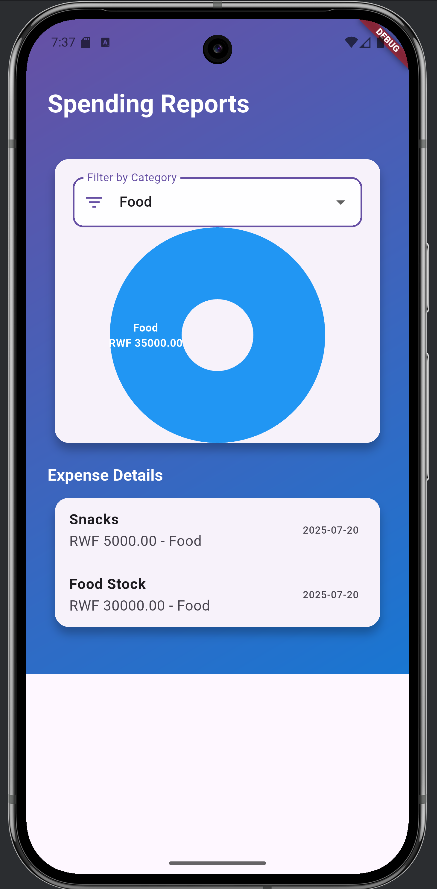 7:37
DEBUG
Spending Reports
Filter by Category
Food
Food
RWF 35000.00
Expense Details
Snacks
RWF 5000.00 - Food
2025-07-20
Food Stock
RWF 30000.00 - Food
2025-07-20